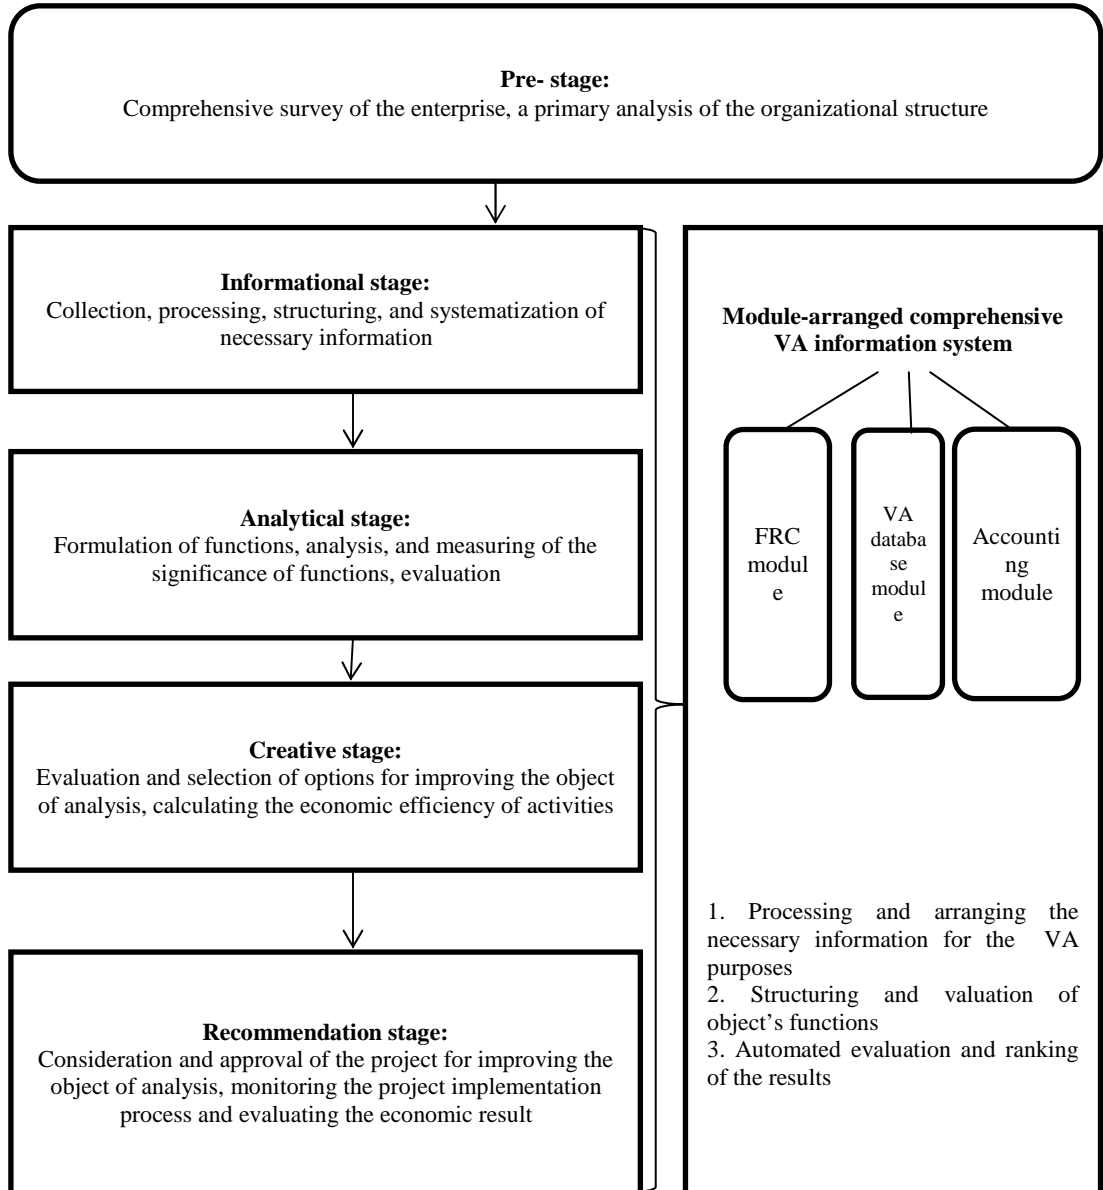 Pre- stage:
Comprehensive survey of the enterprise, a primary analysis of the organizational structure
Informational stage:
Collection, processing, structuring, and systematization of
necessary information
Analytical stage:
Formulation of functions, analysis, and measuring of the
significance of functions, evaluation
Creative stage:
Evaluation and selection of options for improving the object
of analysis, calculating the economic efficiency of activities
Recommendation stage:
Consideration and approval of the project for improving the
object of analysis, monitoring the project implementation
process and evaluating the economic result
Module-arranged comprehensive
VA information system
FRC
modul
e
VA
databa
se
modul
e
Accounti
ng
module
1. Processing and arranging the
necessary information for the VA
purposes
2. Structuring and valuation of
object’s functions
3. Automated evaluation and ranking
of the results